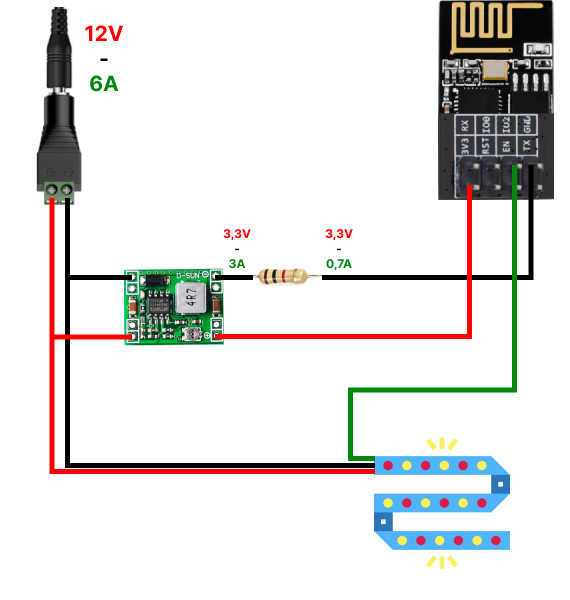 12V
-
6A
RX IO0 IO2 GND
3V3 RST EN TX
3,3V
-
3A
3,3V
-
0,7A
4R7